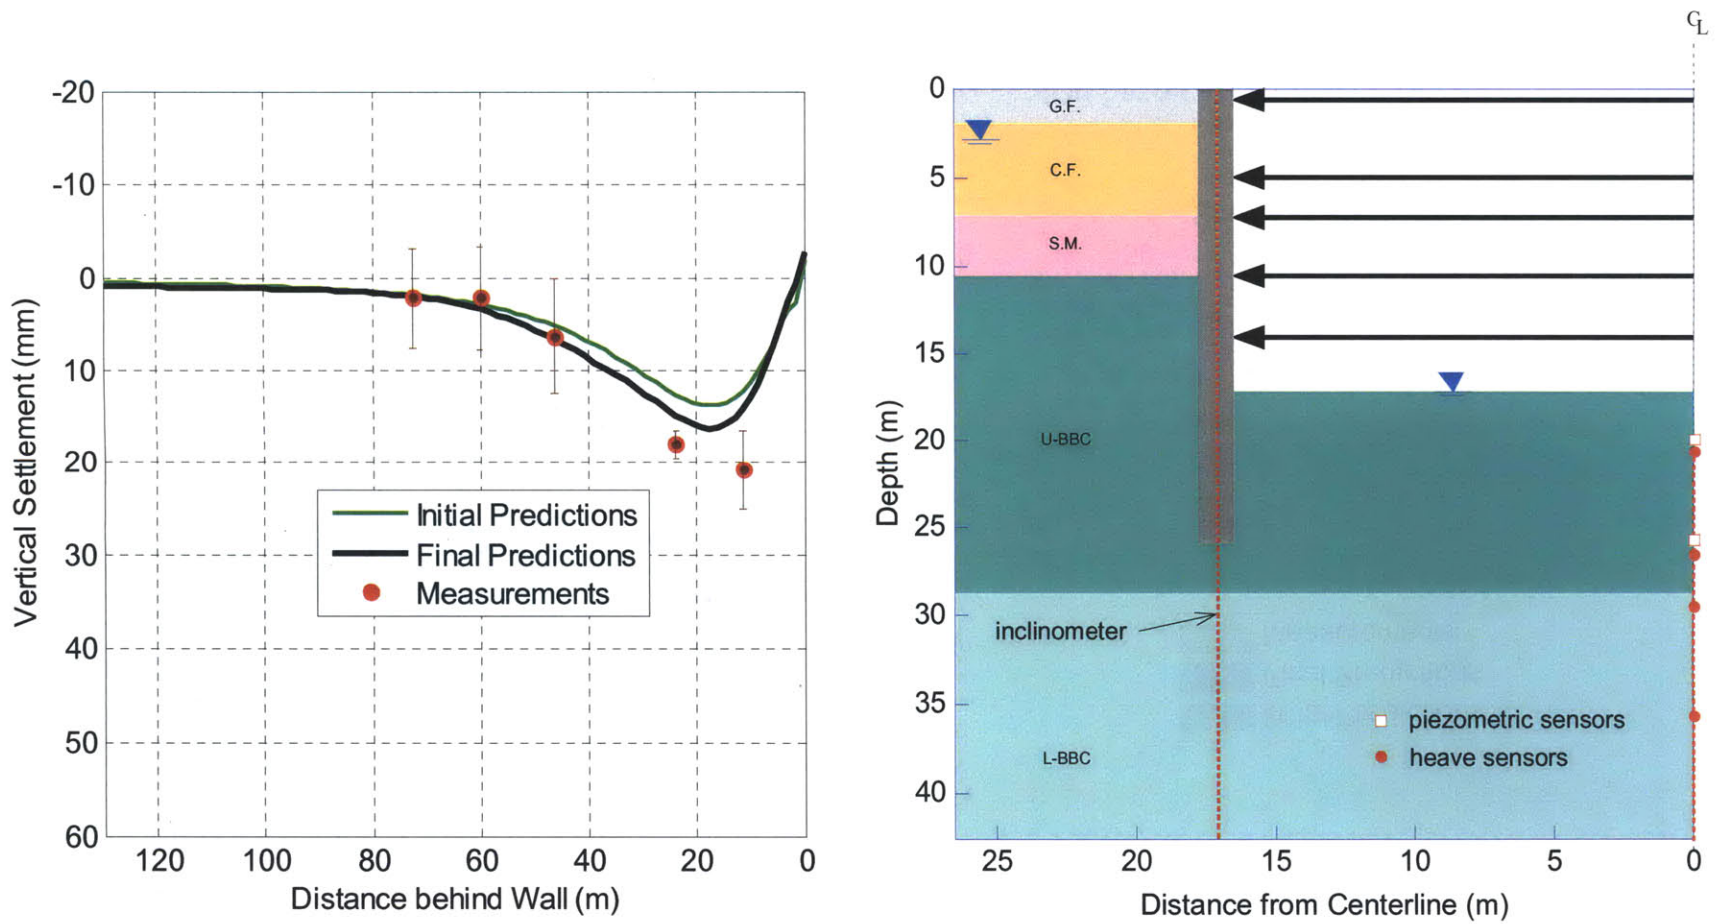 -20
-10
0
10
20
30
40
50
60
Vertical Settlement (mm)
Initial Predictions
Final Predictions
Measurements
120 100 80 60 40 20 0
Distance behind Wall (m)
CL
0
5
10
15
20
25
30
35
40
Depth (m)
G.F.
C.F.
S.M.
U-BBC
inclinometer
L-BBC
piezometric sensors
heave sensors
25 20 15 10 5 0
Distance from Centerline (m)